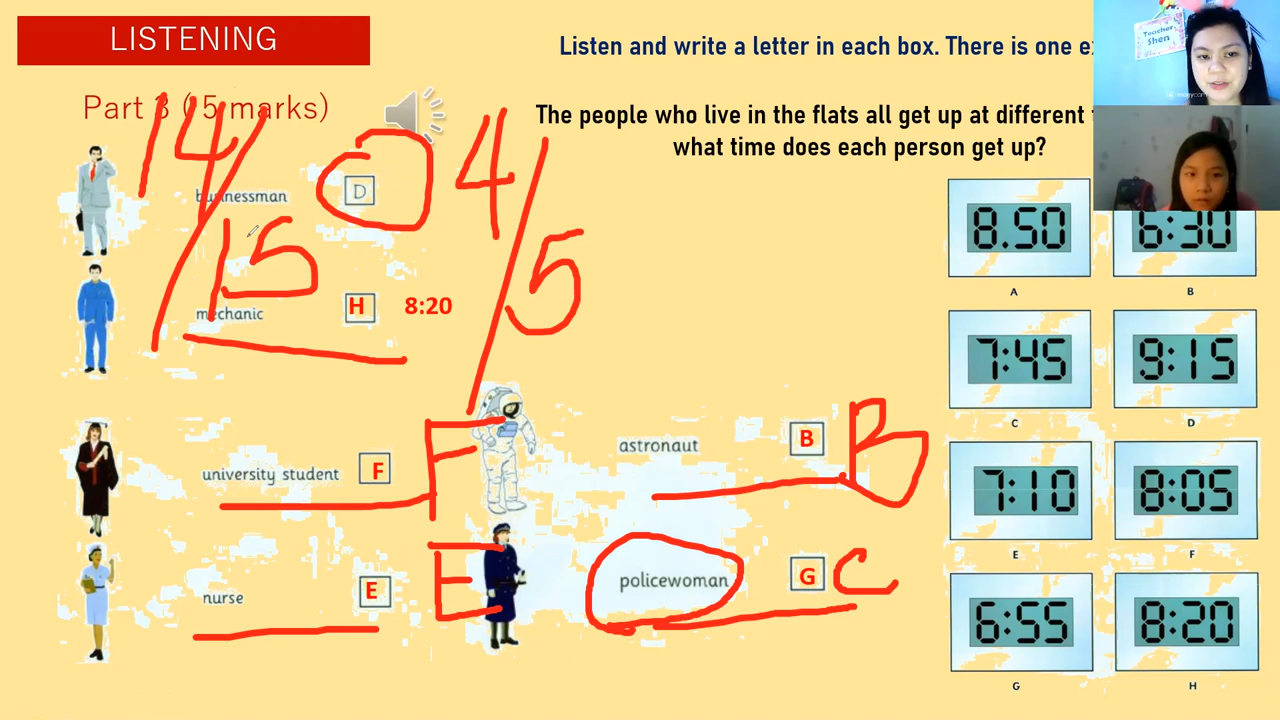 LISTENING
Listen and write a letter in each box. There is one e
Teacher
Shen
Part 3 ( 5 marks)
The people who live in the flats all get up at different t
what time does each person get up?
14/15
4/5
businessman
D
mechanic
H
8:20
university student
F
F
nurse
E
E
astronaut
B
B
policewoman
G
C
8.50
A
6:30
B
7:45
C
9:15
D
7:10
E
8:05
F
6:55
G
8:20
H